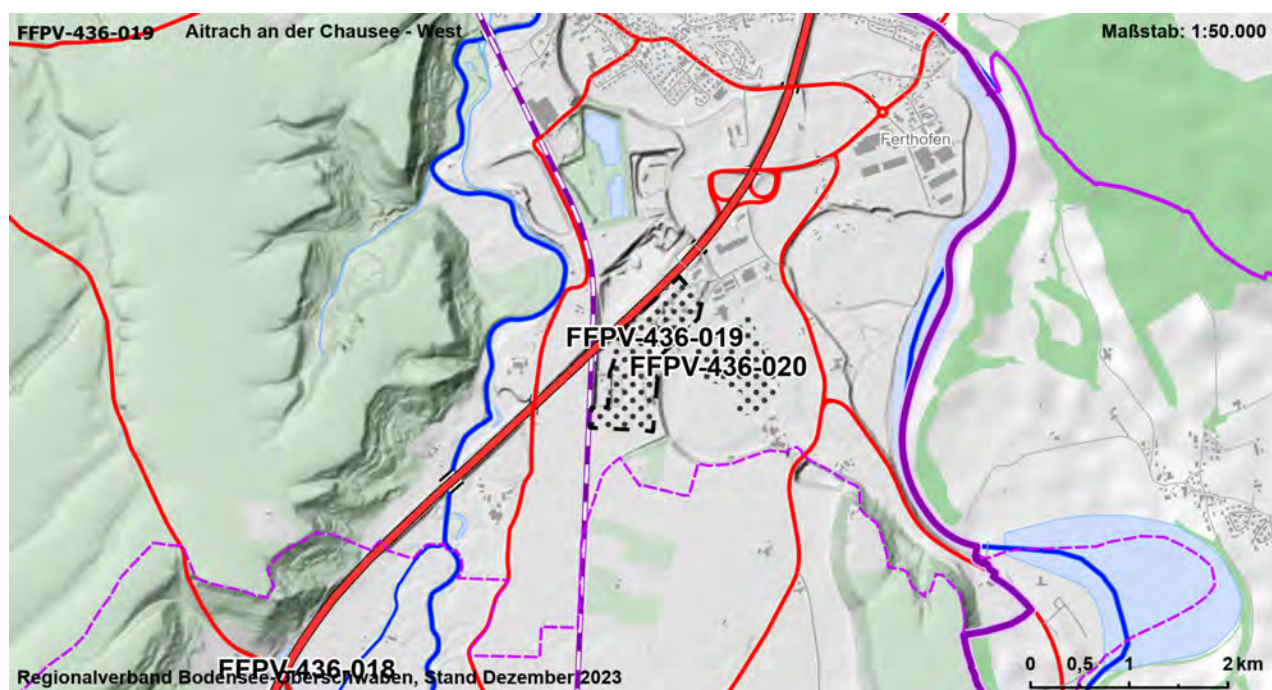 FFPV-436-019 Aitrach an der Chausee - West Maßstab: 1:50.000
Ferthofen
FFPV-436-019
FFPV-436-020
0 0,5 1 2 km
FFPV-436-018
Regionalverband Bodensee-Oberschwaben, Stand Dezember 2023